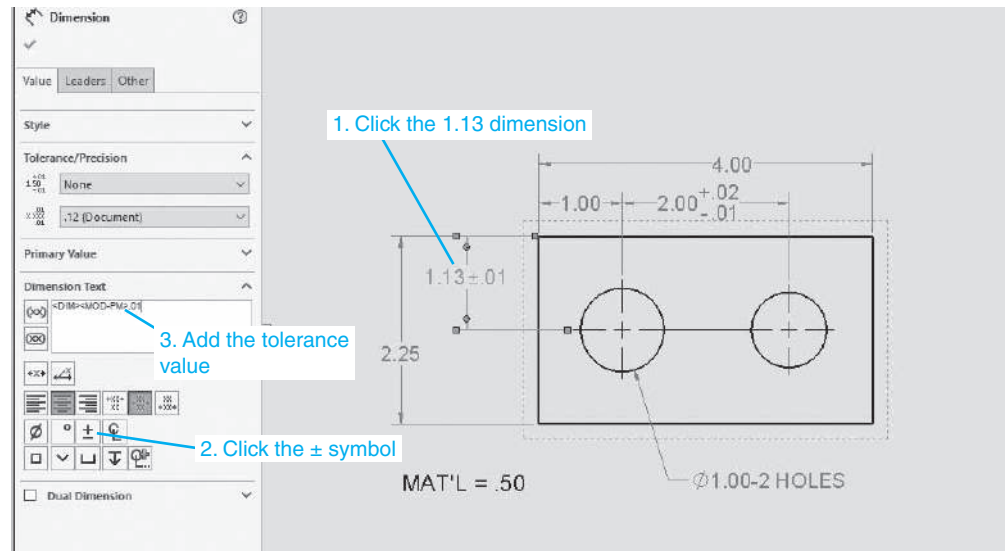 Dimension
Value Leaders Other
Style
Tolerance/Precision
None
.12 (Document)
Primary Value
Dimension Text
<DIM><MOD-PM>.01
Dual Dimension
1. Click the 1.13 dimension
2. Click the ± symbol
3. Add the tolerance
value
4.00
1.00
2.00 +.02
-.01
1.13±.01
2.25
MAT'L = .50
Ø1.00-2 HOLES